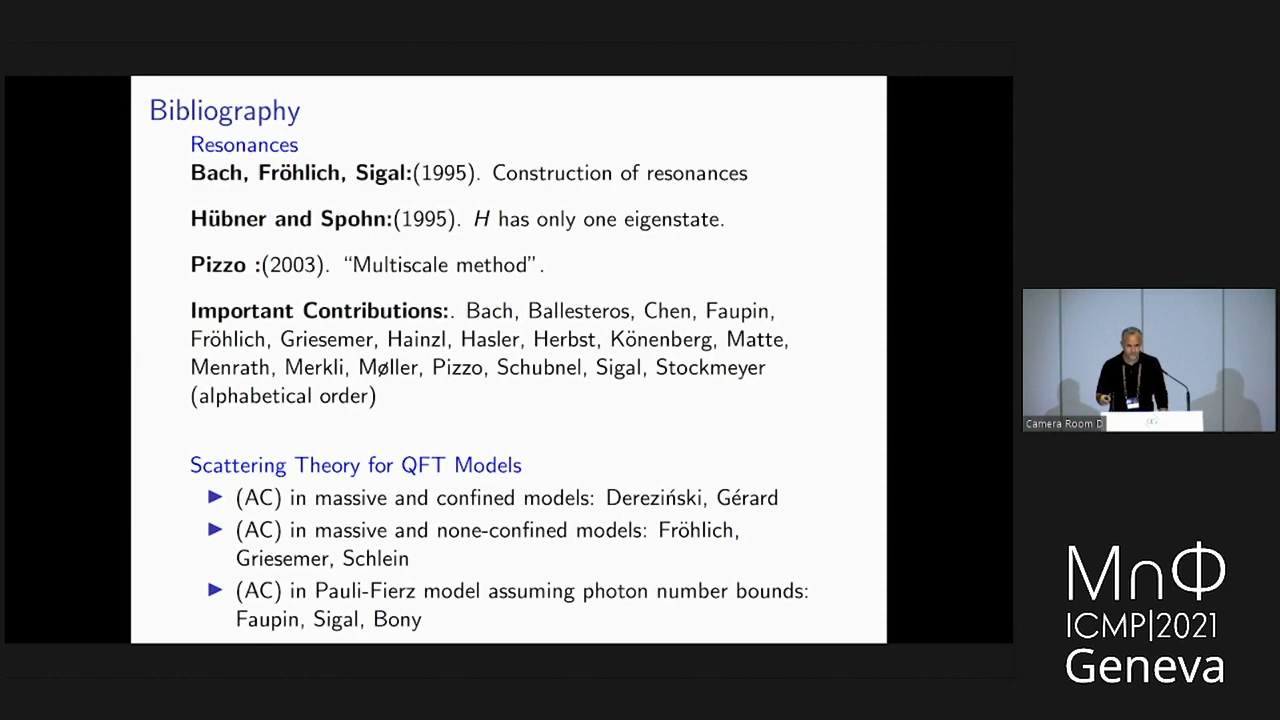 Bibliography
Resonances
Bach, Fröhlich, Sigal:(1995). Construction of resonances
Hübner and Spohn:(1995). H has only one eigenstate.
Pizzo :(2003). “Multiscale method”.
Important Contributions:. Bach, Ballesteros, Chen, Faupin,
Fröhlich, Griesemer, Hainzl, Hasler, Herbst, Könenberg, Matte,
Menrath, Merkli, Møller, Pizzo, Schubnel, Sigal, Stockmeyer
(alphabetical order)
Scattering Theory for QFT Models
▶ (AC) in massive and confined models: Dereziński, Gérard
▶ (AC) in massive and none-confined models: Fröhlich,
Griesemer, Schlein
▶ (AC) in Pauli-Fierz model assuming photon number bounds:
Faupin, Sigal, Bony
Camera Room D
MnΦ
ICMP|2021
Geneva